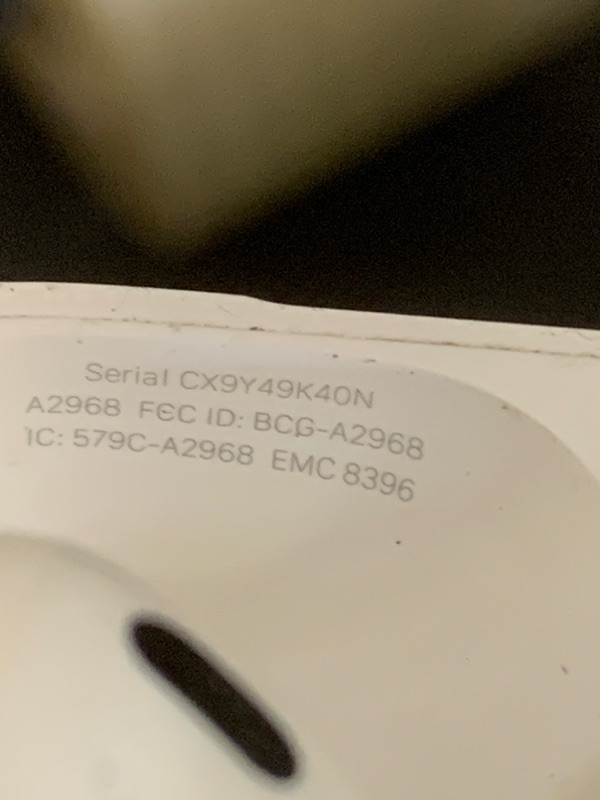 Serial CX9Y49K40N
A2968 FCC ID: BCG-A2968
IC: 579C-A2968 EMC 8396